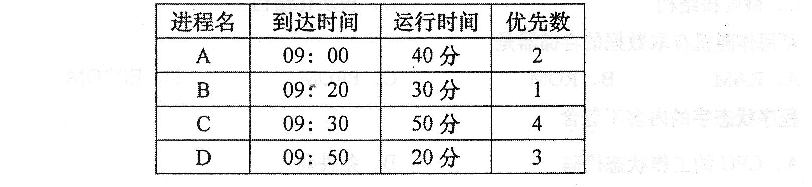 进程名 到达时间 运行时间 优先数
A 09：00 40分 2
B 09：20 30分 1
C 09：30 50分 4
D 09：50 20分 3